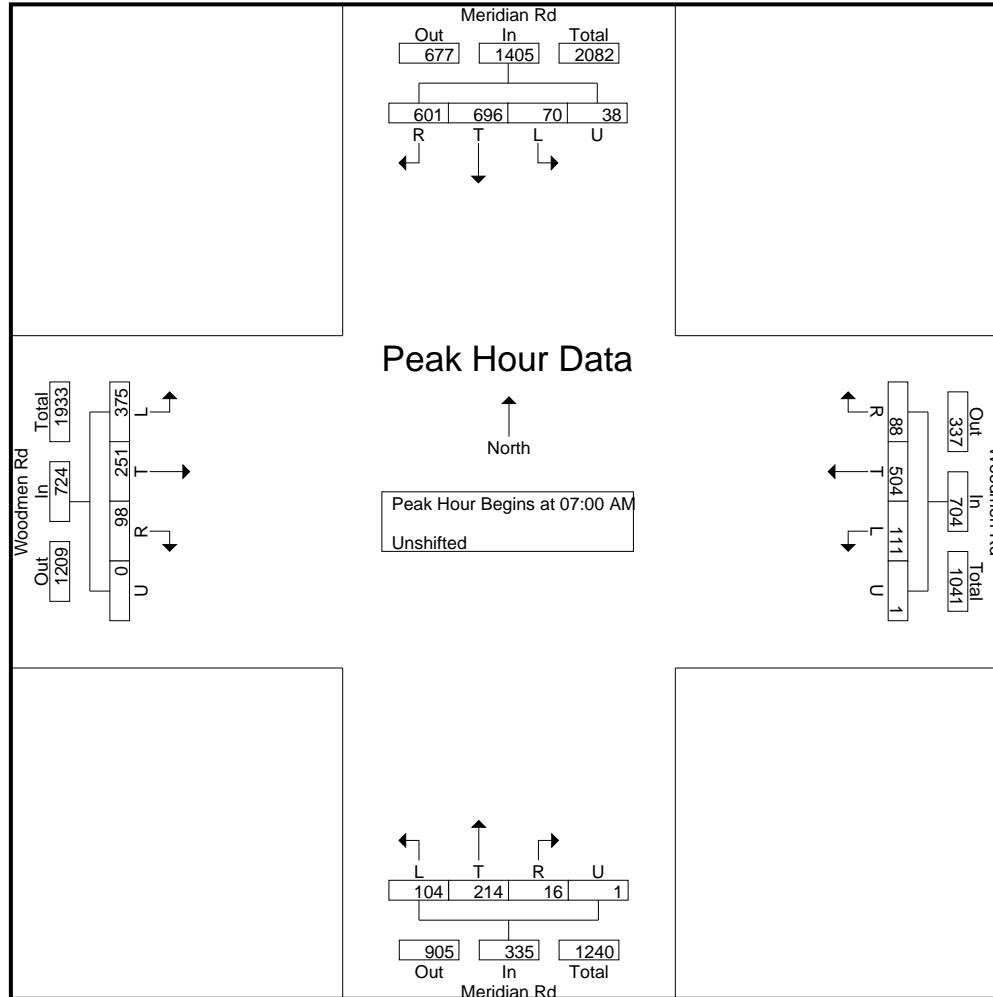 Meridian Rd
Out In Total
677 1405 2082
601 696 70 38
R T L U
Peak Hour Data
North
Peak Hour Begins at 07:00 AM
Unshifted
Woodmen Rd
Total In Out
1933 724 1209
375 251 98 0
L T R U
R T L U
88 504 111 1
Out In Total
337 704 1041
Rd
L T R U
104 214 16 1
905 335 1240
Out In Total
Meridian Rd